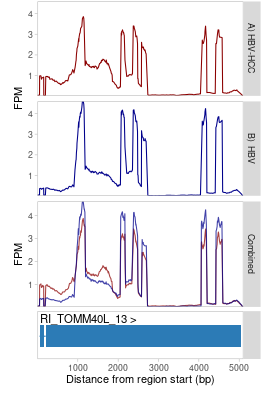 4
3
2
1
FPM
A) HBV-HCC
4
3
2
1
B) HBV
4
3
2
1
FPM
Combined
RI_TOMM40L_13 >
1000 2000 3000 4000 5000
Distance from region start (bp)